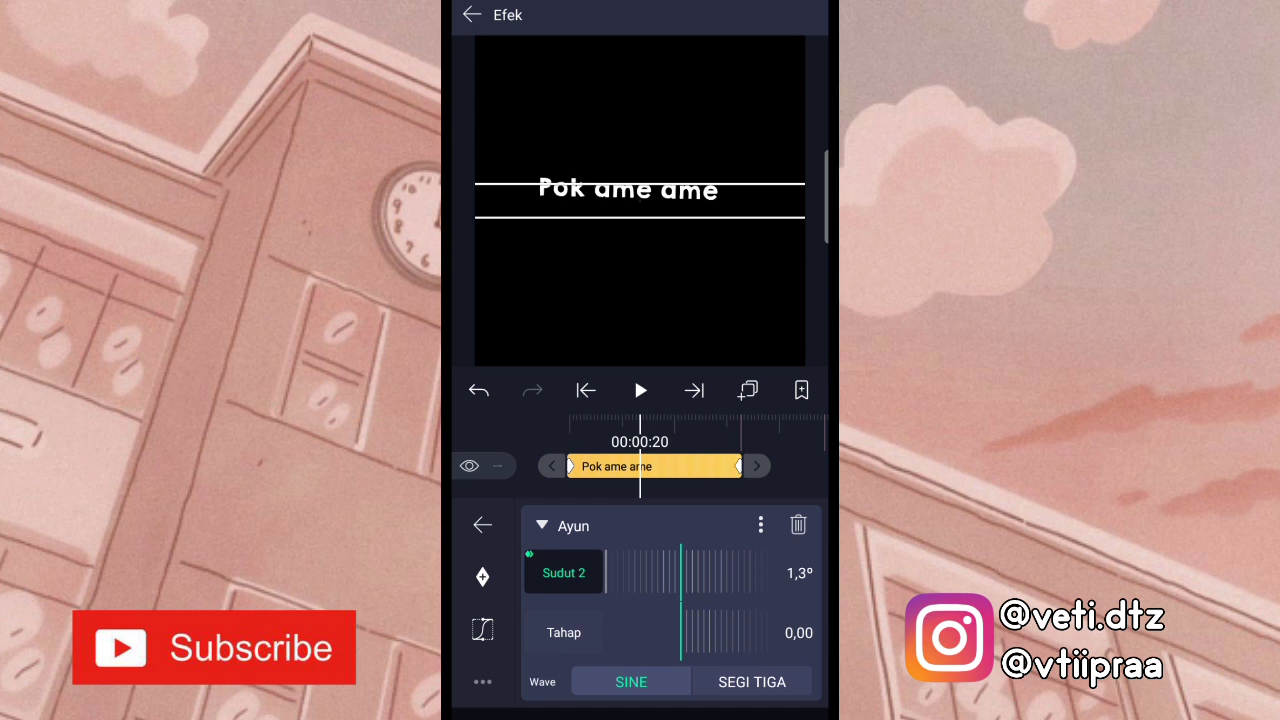 Efek
Pok ame ame
00:00:20
Pok ame ame
Ayun
Sudut 2
1,3º
Tahap
0,00
Wave
SINE
SEGI TIGA
Subscribe
@veti.dtz
@vtiipraa